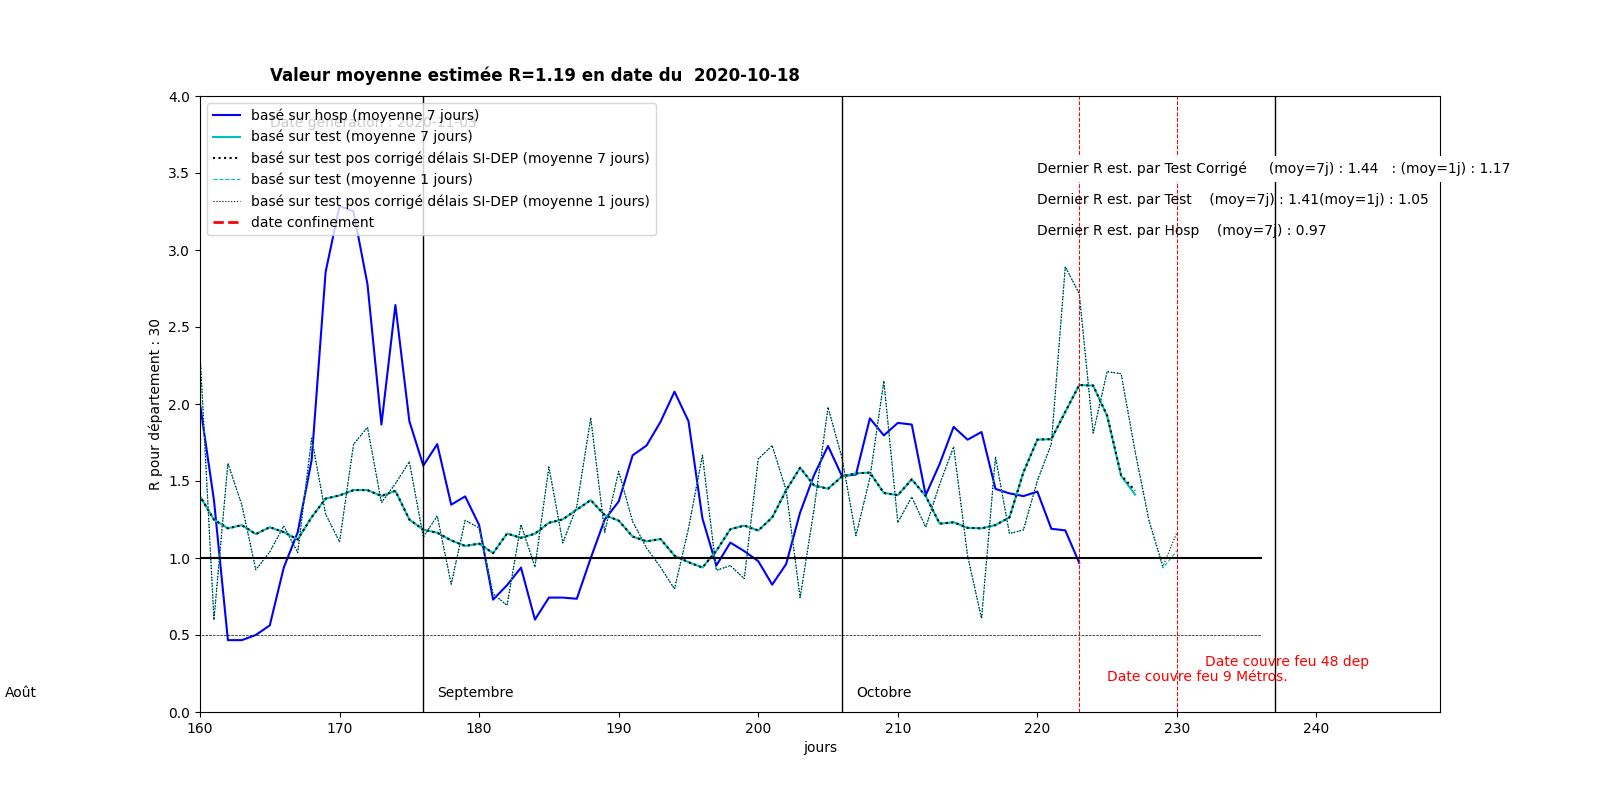 Valeur moyenne estimée R=1.19 en date du  2020-10-18
4.0
3.5
3.0
2.5
2.0
1.5
1.0
0.5
0.0
R pour département : 30
basé sur hosp (moyenne 7 jours)
Date génération : 2020-11-03
basé sur test (moyenne 7 jours)
basé sur test pos corrigé délais SI-DEP (moyenne 7 jours)
basé sur test (moyenne 1 jours)
basé sur test pos corrigé délais SI-DEP (moyenne 1 jours)
date confinement
Dernier R est. par Test Corrigé     (moy=7j) : 1.44   : (moy=1j) : 1.17
Dernier R est. par Test    (moy=7j) : 1.41(moy=1j) : 1.05
Dernier R est. par Hosp    (moy=7j) : 0.97
Date couvre feu 48 dep
Date couvre feu 9 Métros.
Août
Septembre
Octobre
160 170 180 190 200 210 220 230 240
jours